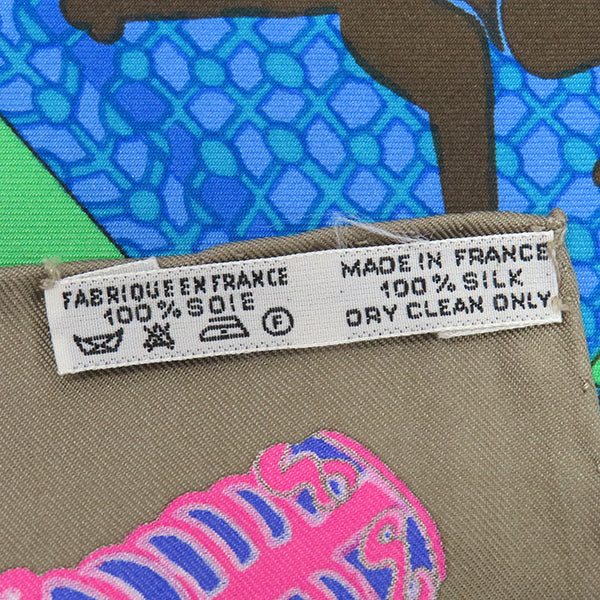 FABRIQUE EN FRANCE
100% SOIE
F
MADE IN FRANCE
100% SILK
DRY CLEAN ONLY